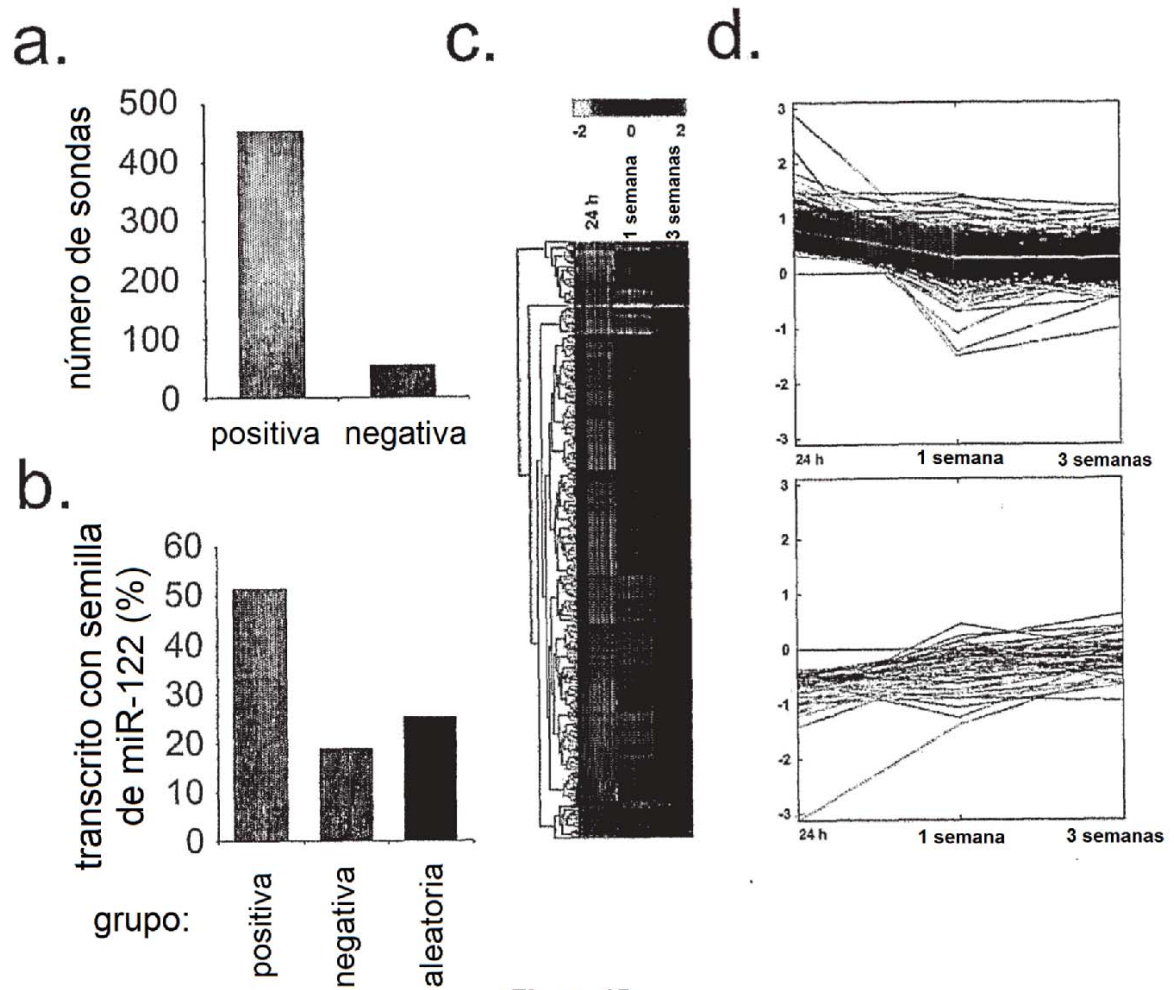 a.
número de sondas
500
400
300
200
100
0
positiva negativa
b.
transcrito con semilla
de miR-122 (%)
60
50
40
30
20
10
0
grupo:
positiva
negativa
aleatoria
c.
-2 0 2
24 h
1 semana
3 semanas
d.
3
2
1
0
-1
-2
-3
24 h 1 semana 3 semanas
3
2
1
0
-1
-2
-3
24 h 1 semana 3 semanas